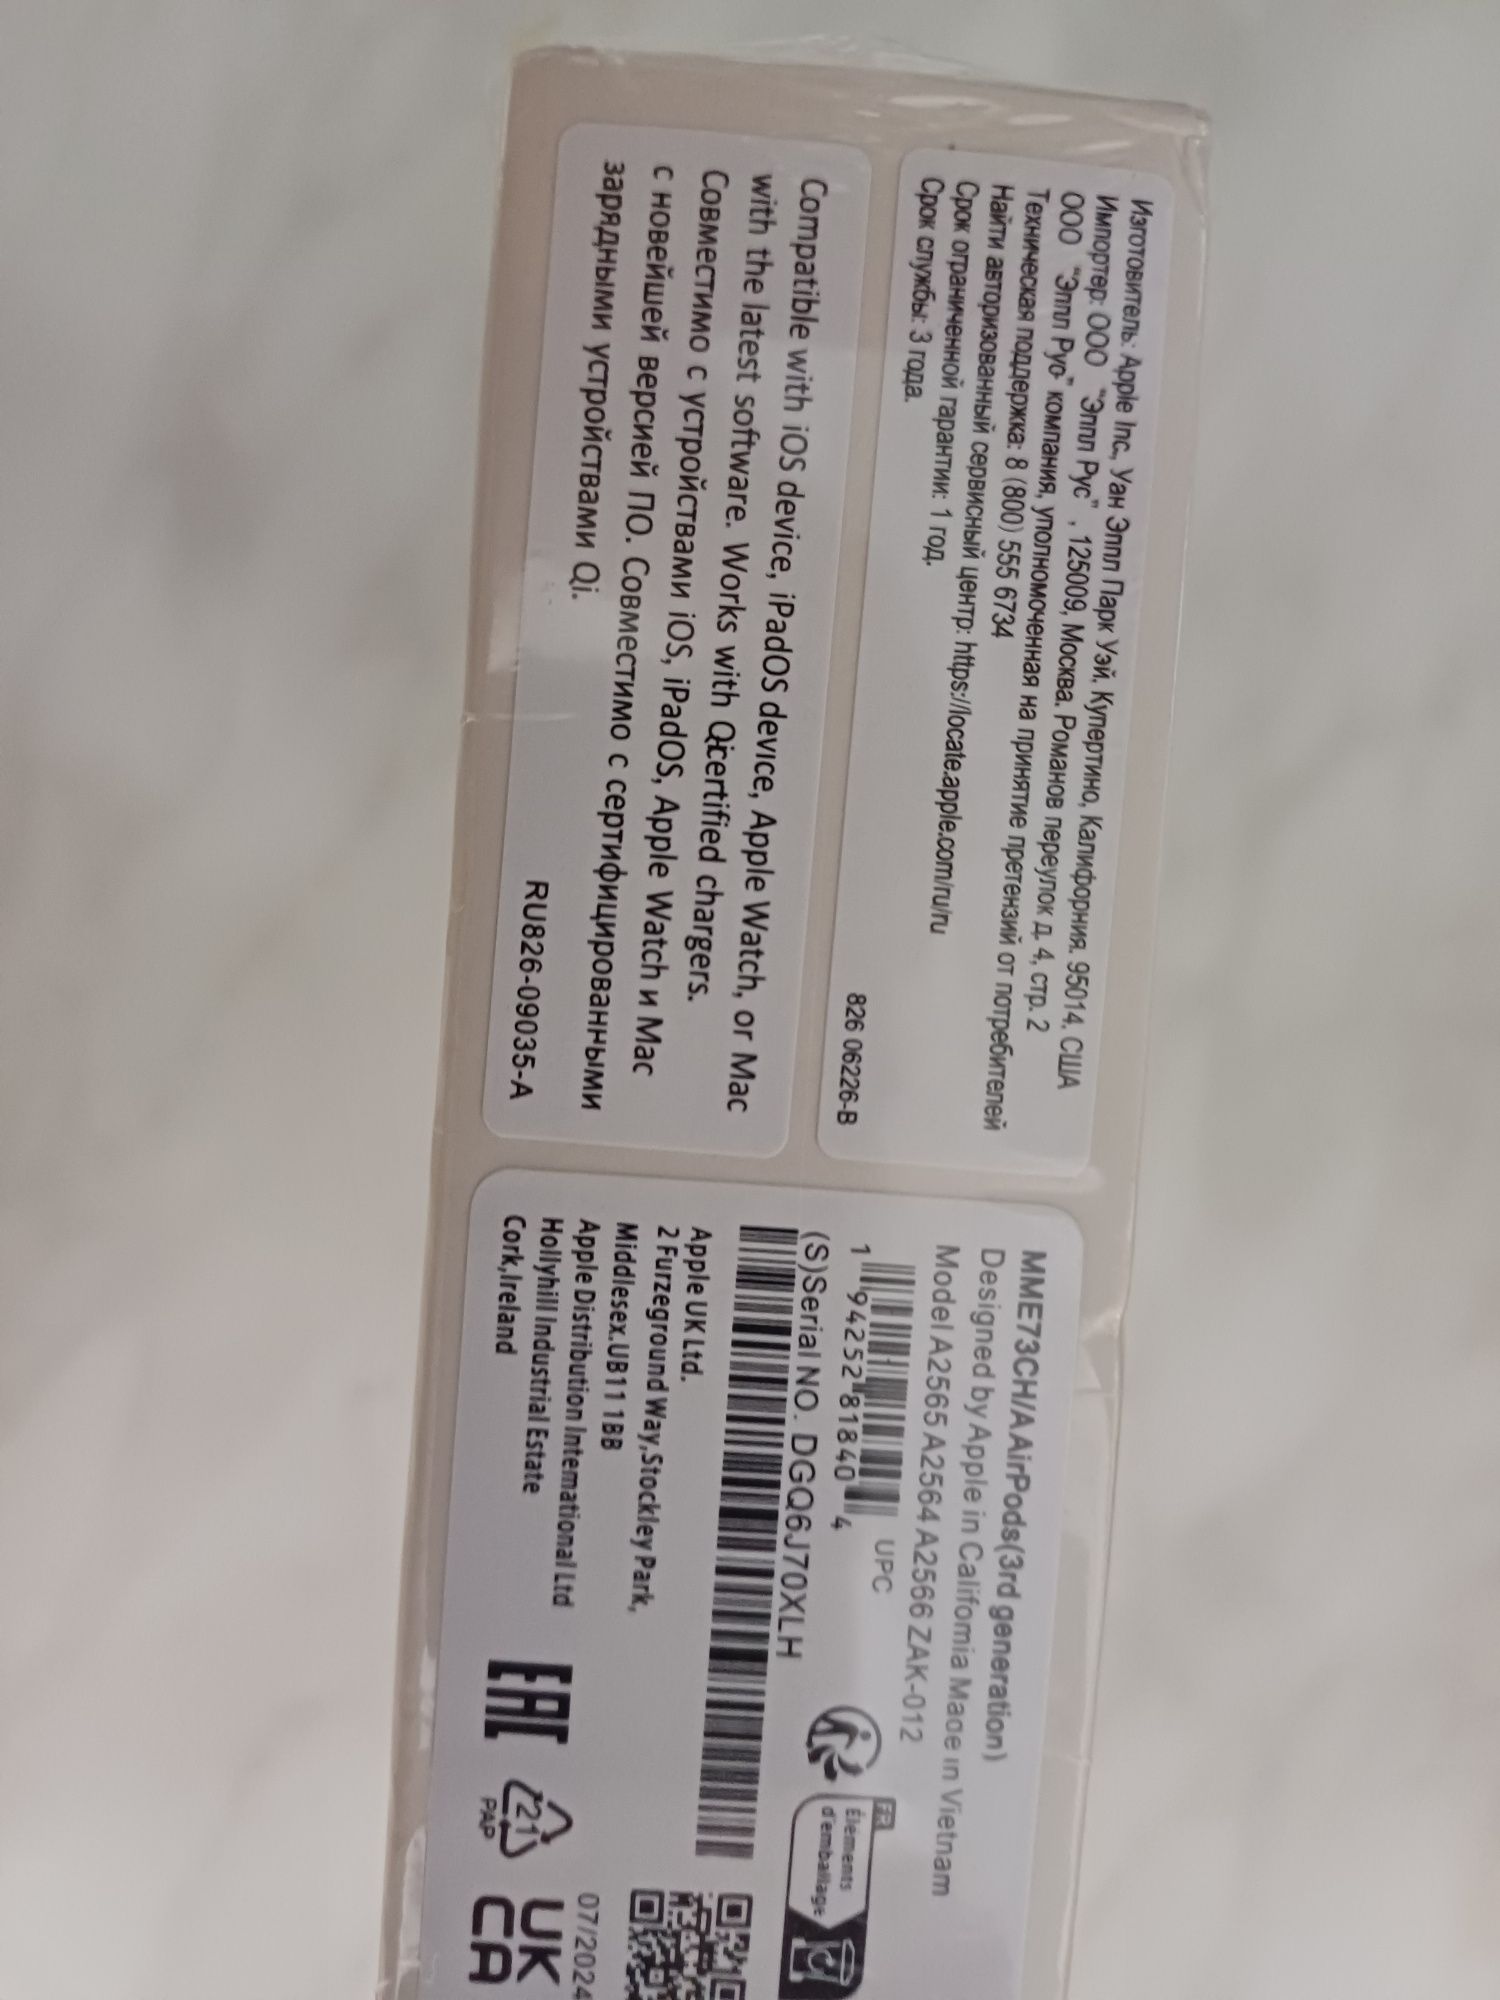 Изготовитель: Apple Inc., Уан Эппл Парк Уэй. Купертино, Калифорния. 95014, США
Импортер: ООО "Эппл Рус", 125009, Москва. Романов переулок д. 4, стр. 2
ООО "Эппл Руо" компания, уполномоченная на принятие претензий от потребителей
Техническая поддержка: 8 (800) 555 6734
Найти авторизованный сервисный центр: https://locate.apple.com/ru/ru
Срок ограниченной гарантии: 1 год.
Срок службы: 3 года.
826 06226-B
Compatible with iOS device, iPadOS device, Apple Watch, or Mac
with the latest software. Works with Qicertified chargers.
Совместимо с устройствами iOS, iPadOS, Apple Watch и Mac
с новейшей версией ПО. Совместимо с сертифицированными
зарядными устройствами Qi.
RU826-09035-A
MME73CH/A AirPods(3rd generation)
Designed by Apple in Califomia Maoe in Vietnam
Model A2565 A2564 A2566 ZAK-012
UPC
1 94252 81840 4
(S)Serial NO. DGQ6J70XLH
FR
Éléments
d'emballage
Apple UK Ltd.
2 Furzeground Way,Stockley Park,
Middlesex.UB11 1BB
Apple Distribution Intemational Ltd
Hollyhill Industrial Estate
Cork,Ireland
EAC
21
PAP
07/2024
UK
CA